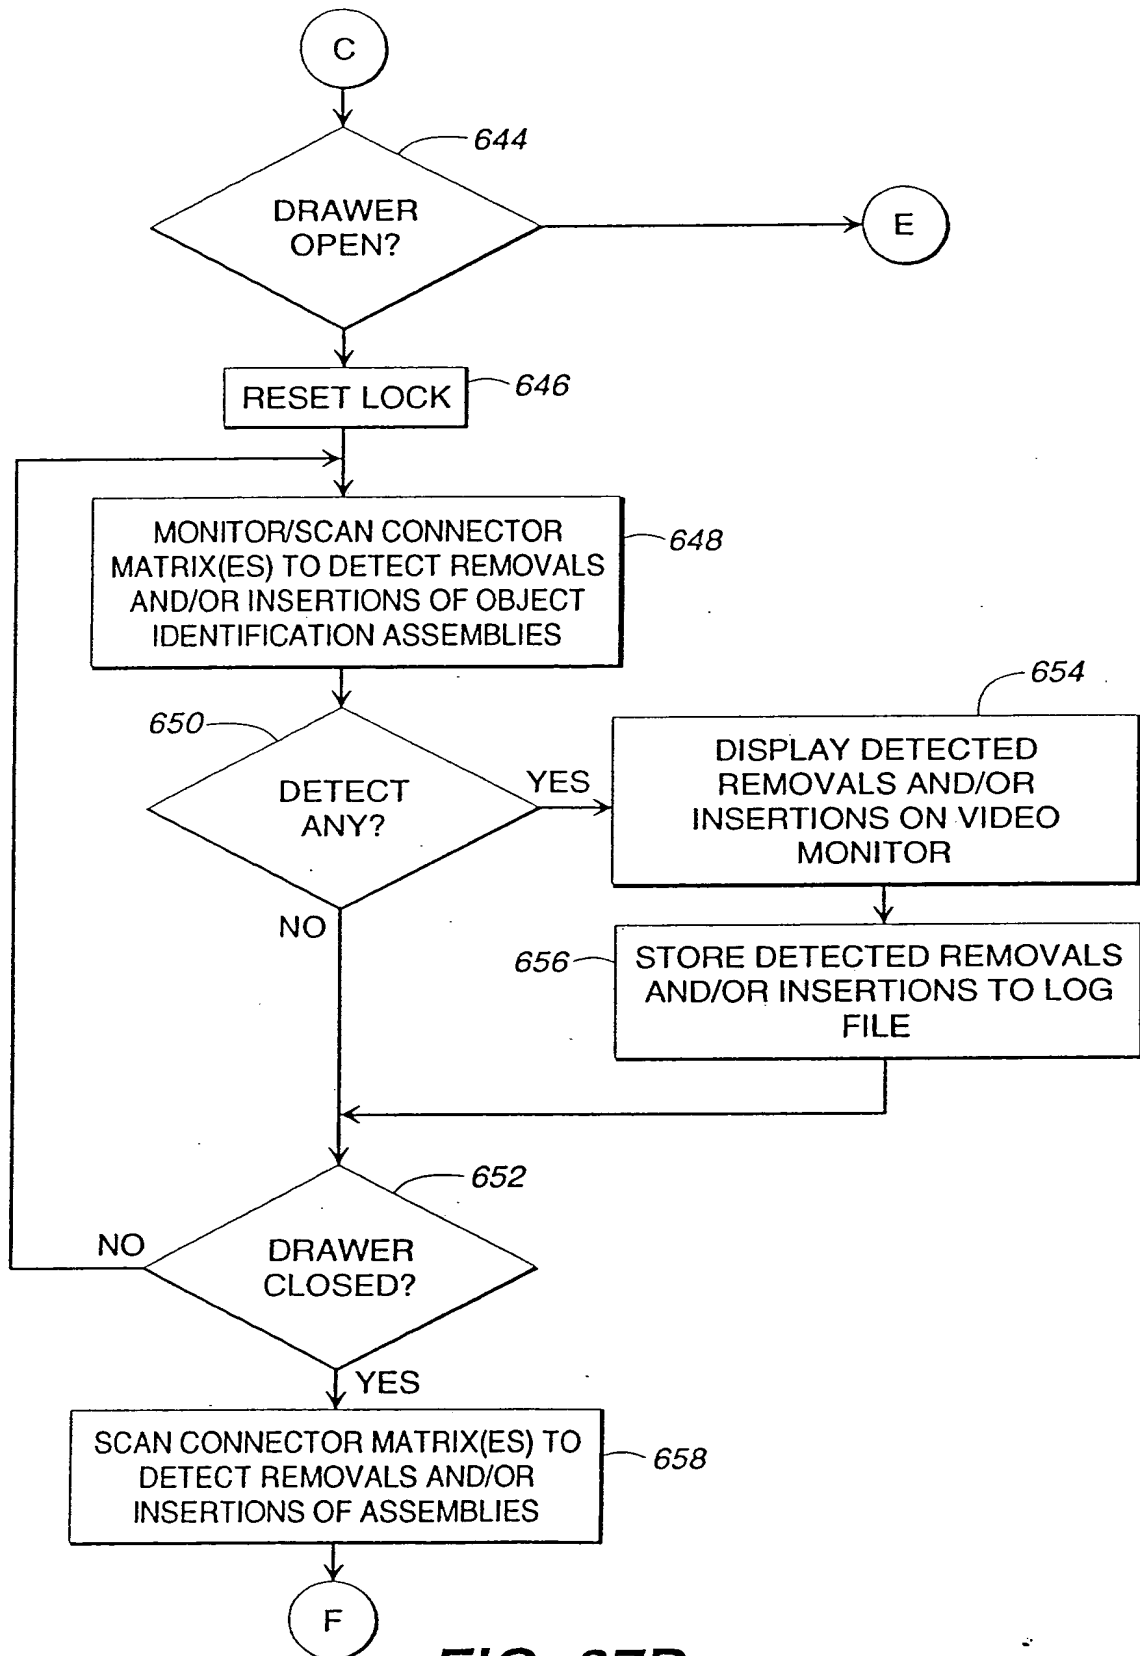 C
644
DRAWER
OPEN?
E
RESET LOCK
646
MONITOR/SCAN CONNECTOR
MATRIX(ES) TO DETECT REMOVALS
AND/OR INSERTIONS OF OBJECT
IDENTIFICATION ASSEMBLIES
648
650
DETECT
ANY?
YES
NO
654
DISPLAY DETECTED
REMOVALS AND/OR
INSERTIONS ON VIDEO
MONITOR
656
STORE DETECTED REMOVALS
AND/OR INSERTIONS TO LOG
FILE
652
DRAWER
CLOSED?
NO
YES
SCAN CONNECTOR MATRIX(ES) TO
DETECT REMOVALS AND/OR
INSERTIONS OF ASSEMBLIES
658
F